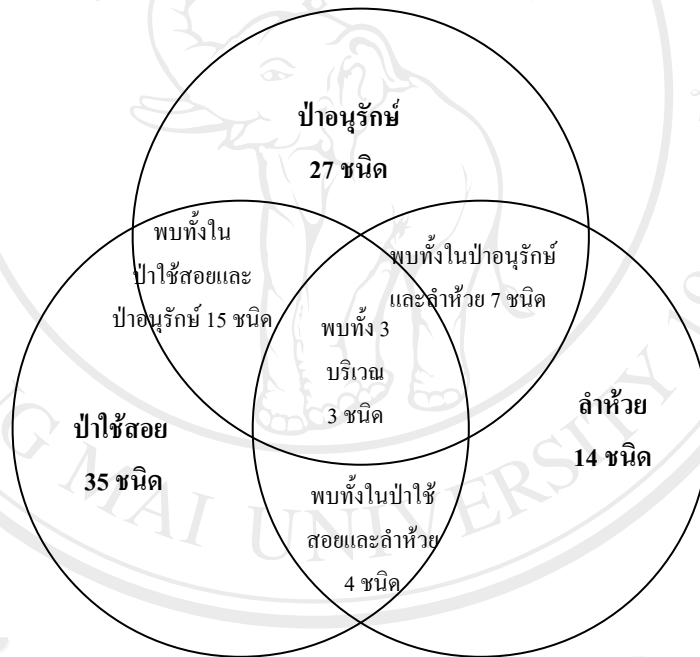 ป่าอนุรักษ์
27 ชนิด
พบทั้งใน
ป่าใช้สอยและ
ป่าอนุรักษ์ 15 ชนิด
พบทั้งในป่าอนุรักษ์
และลำห้วย 7 ชนิด
พบทั้ง 3
บริเวณ
3 ชนิด
ป่าใช้สอย
35 ชนิด
ลำห้วย
14 ชนิด
พบทั้งในป่าใช้
สอยและลำห้วย
4 ชนิด
G MAI UNIVERSITY